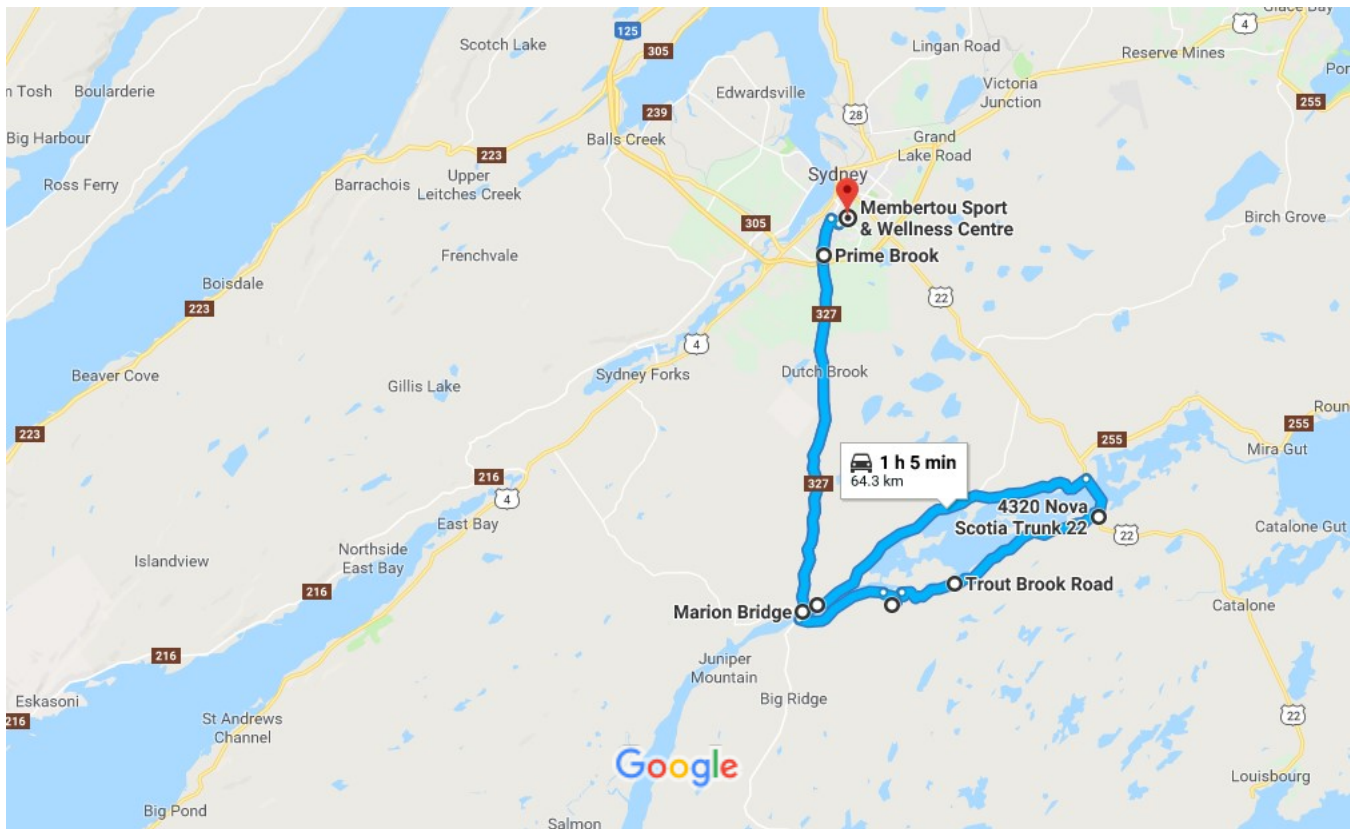 Glace Bay
4
125
Scotch Lake
305
Lingan Road
Reserve Mines
n Tosh
Boularderie
Edwardsville
Victoria
Junction
Por
255
239
28
Big Harbour
Balls Creek
Grand
Lake Road
223
Ross Ferry
Barrachois
Upper
Leitches Creek
Sydney
Membertou Sport
& Wellness Centre
Birch Grove
305
Frenchvale
Prime Brook
Boisdale
22
223
327
4
Beaver Cove
Gillis Lake
Sydney Forks
Dutch Brook
Roun
255
223
255
Mira Gut
1 h 5 min
64.3 km
216
327
4
East Bay
4320 Nova
Scotia Trunk 22
22
Catalone Gut
Islandview
Northside
East Bay
216
Trout Brook Road
Marion Bridge
Catalone
216
Juniper
Mountain
Eskasoni
216
Big Ridge
St Andrews
Channel
22
Google
Louisbourg
Big Pond
Salmon